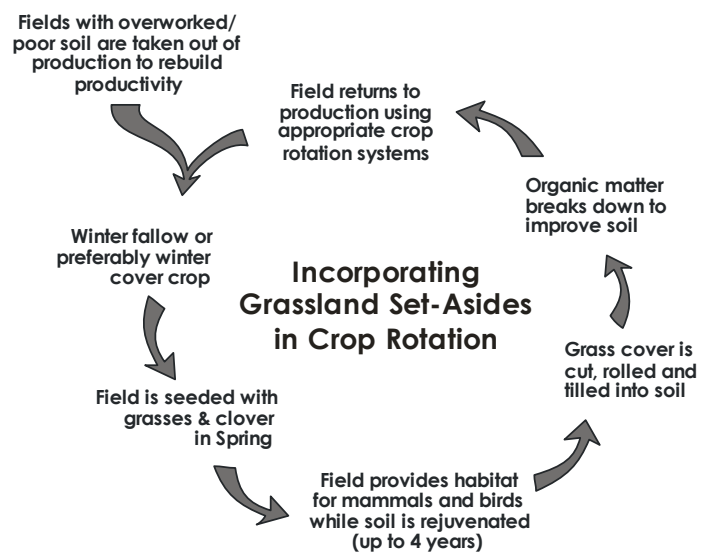 Fields with overworked/
poor soil are taken out of
production to rebuild
productivity
Field returns to
production using
appropriate crop
rotation systems
Organic matter
breaks down to
improve soil
Winter fallow or
preferably winter
cover crop
Incorporating
Grassland Set-Asides
in Crop Rotation
Grass cover is
cut, rolled and
tilled into soil
Field is seeded with
grasses & clover
in Spring
Field provides habitat
for mammals and birds
while soil is rejuvenated
(up to 4 years)